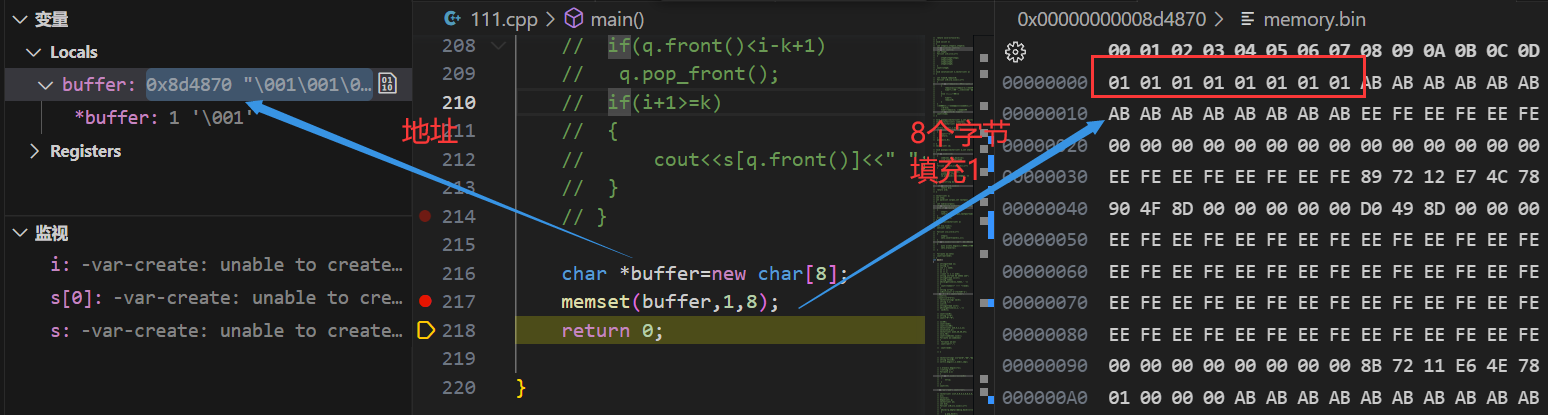 变量
Locals
buffer: 0x8d4870 "\001\001\0…
*buffer: 1 '\001'
Registers
监视
i: -var-create: unable to create…
s[0]: -var-create: unable to cre…
s: -var-create: unable to create…
111.cpp > main()
208 // if(q.front()<i-k+1)
209 // q.pop_front();
210 // if(i+1>=k)
211 // {
212 // cout<<s[q.front()]<<" "
213 // }
214 // }
215
216 char *buffer=new char[8];
217 memset(buffer,1,8);
218 return 0;
219
220 }
地址
8个字节
填充1
0x00000000008d4870 > memory.bin
00 01 02 03 04 05 06 07 08 09 0A 0B 0C 0D
00000000 01 01 01 01 01 01 01 01 AB AB AB AB AB AB
00000010 AB AB AB AB AB AB AB AB EE FE EE FE EE FE
00000020 00 00 00 00 00 00 00 00 00 00 00 00 00 00
00000030 EE FE EE FE EE FE EE FE 89 72 12 E7 4C 78
00000040 90 4F 8D 00 00 00 00 00 D0 49 8D 00 00 00
00000050 EE FE EE FE EE FE EE FE EE FE EE FE EE FE
00000060 EE FE EE FE EE FE EE FE EE FE EE FE EE FE
00000070 EE FE EE FE EE FE EE FE EE FE EE FE EE FE
00000080 EE FE EE FE EE FE EE FE EE FE EE FE EE FE
00000090 00 00 00 00 00 00 00 00 8B 72 11 E6 4E 78
000000A0 01 00 00 00 AB AB AB AB AB AB AB AB AB AB